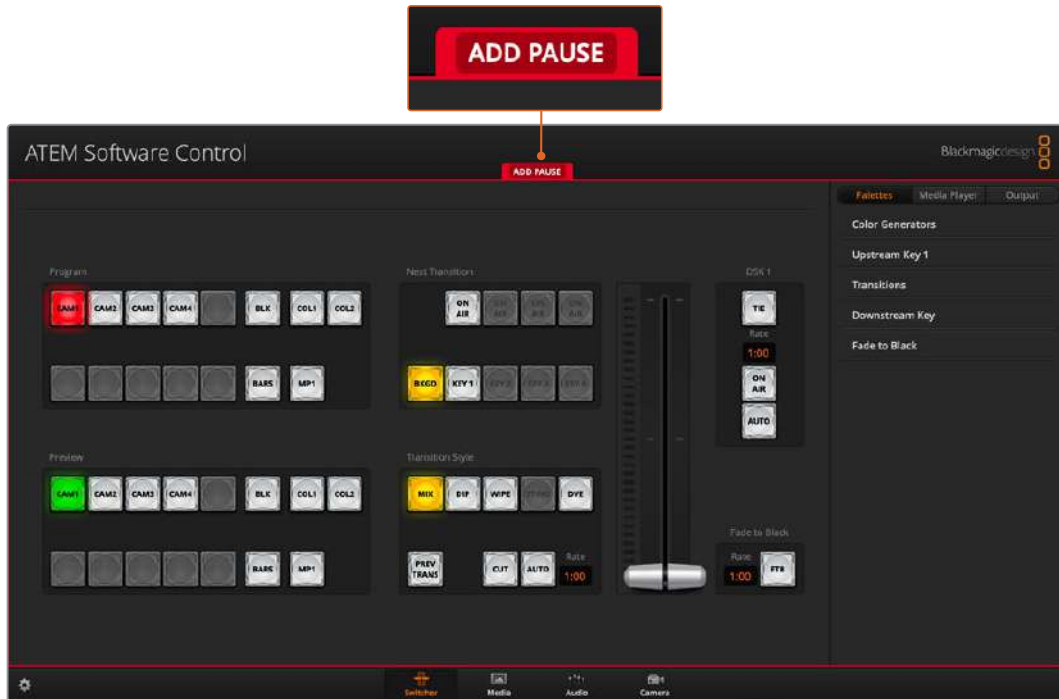 ADD PAUSE
ATEM Software Control
ADD PAUSE
Blackmagicdesign
Palettes Media Player Output
Color Generators
Upstream Key 1
Transitions
Downstream Key
Fade to Black
Program
CAM1 CAM2 CAM3 CAM4 BLK COL1 COL2
BARS MP1
Next Transition
ON AIR
BKGD KEY 1
DSK 1
TIE
Rate
1:00
ON AIR
AUTO
Preview
CAM1 CAM2 CAM3 CAM4 BLK COL1 COL2
BARS MP1
Transition Style
MIX DIP WIPE DVE
PREV TRANS CUT AUTO Rate
1:00
Fade to Black
Rate
1:00 FTB
Switcher Media Audio Camera